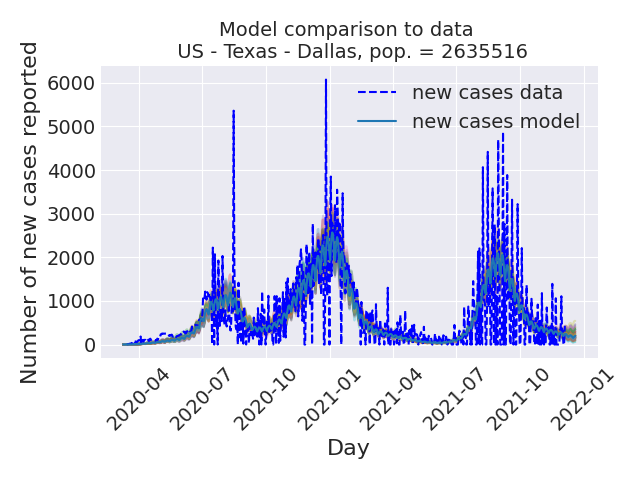 Model comparison to data
US - Texas - Dallas, pop. = 2635516
Number of new cases reported
6000
5000
4000
3000
2000
1000
0
new cases data
new cases model
2020-04
2020-07
2020-10
2021-01
2021-04
2021-07
2021-10
2022-01
Day